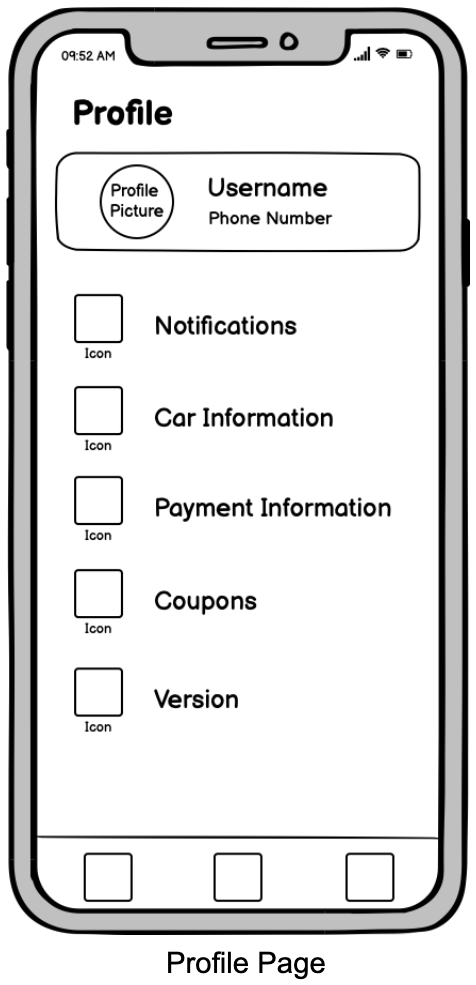 09:52 AM
Profile
Profile
Picture
Username
Phone Number
Notifications
Icon
Car Information
Icon
Payment Information
Icon
Coupons
Icon
Version
Icon
Profile Page